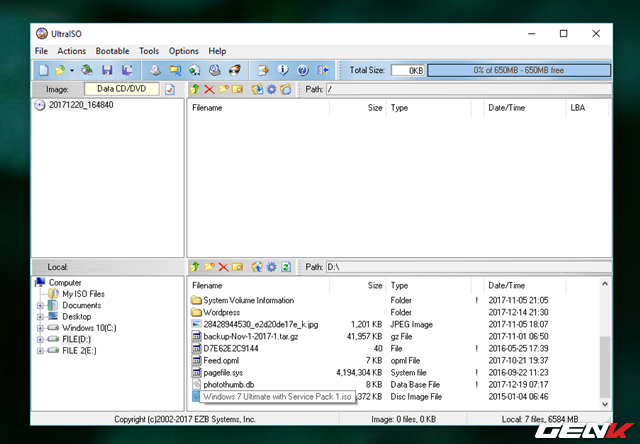 UltraISO
File Actions Bootable Tools Options Help
Total Size: 0KB 0% of 650MB - 650MB free
Image: Data CD/DVD Path: /
20171220_164840
Filename Size Type Date/Time LBA
Local: Path: D:\
Computer
My ISO Files
Documents
Desktop
Windows 10(C:)
FILE(D:)
FILE 2(E:)
Filename Size Type Date/Time
System Volume Information Folder ! 2017-11-05 21:05
Wordpress Folder 2017-12-14 21:30
28428944530_e2d20de17e_k.jpg 1,201 KB JPEG Image 2017-11-05 18:07
backup-Nov-1-2017-1.tar.gz 41,957 KB gz File 2017-11-01 06:50
D7E62E2C9144 40 File ! 2016-05-25 17:39
Feed.opml 7 KB opml File 2017-10-21 19:37
pagefile.sys 4,194,304 KB System file ! 2016-09-22 11:23
photothumb.db 8 KB Data Base File ! 2017-12-19 07:17
Windows 7 Ultimate with Service Pack 1.iso ,372 KB Disc Image File 2015-01-04 06:46
Copyright (c)2002-2017 EZB Systems, Inc. Image: 0 files, 0 KB Local: 7 files, 6584 MB
GENK